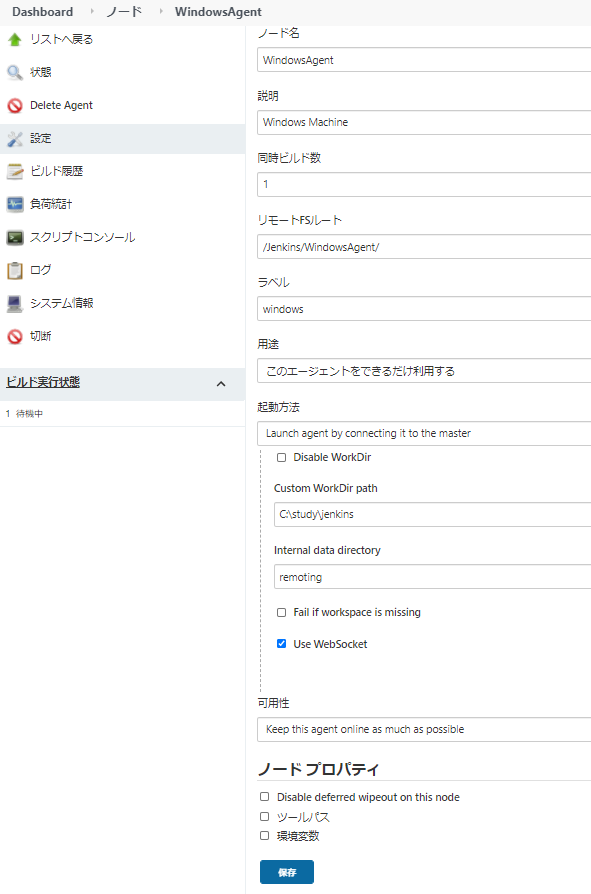 Dashboard ノード WindowsAgent
リストへ戻る
状態
Delete Agent
設定
ビルド履歴
負荷統計
スクリプトコンソール
ログ
システム情報
切断
ビルド実行状態
1 待機中
ノード名
WindowsAgent
説明
Windows Machine
同時ビルド数
1
リモートFSルート
/Jenkins/WindowsAgent/
ラベル
windows
用途
このエージェントをできるだけ利用する
起動方法
Launch agent by connecting it to the master
Disable WorkDir
Custom WorkDir path
C:\study\jenkins
Internal data directory
remoting
Fail if workspace is missing
Use WebSocket
可用性
Keep this agent online as much as possible
ノード プロパティ
Disable deferred wipeout on this node
ツールパス
環境変数
保存